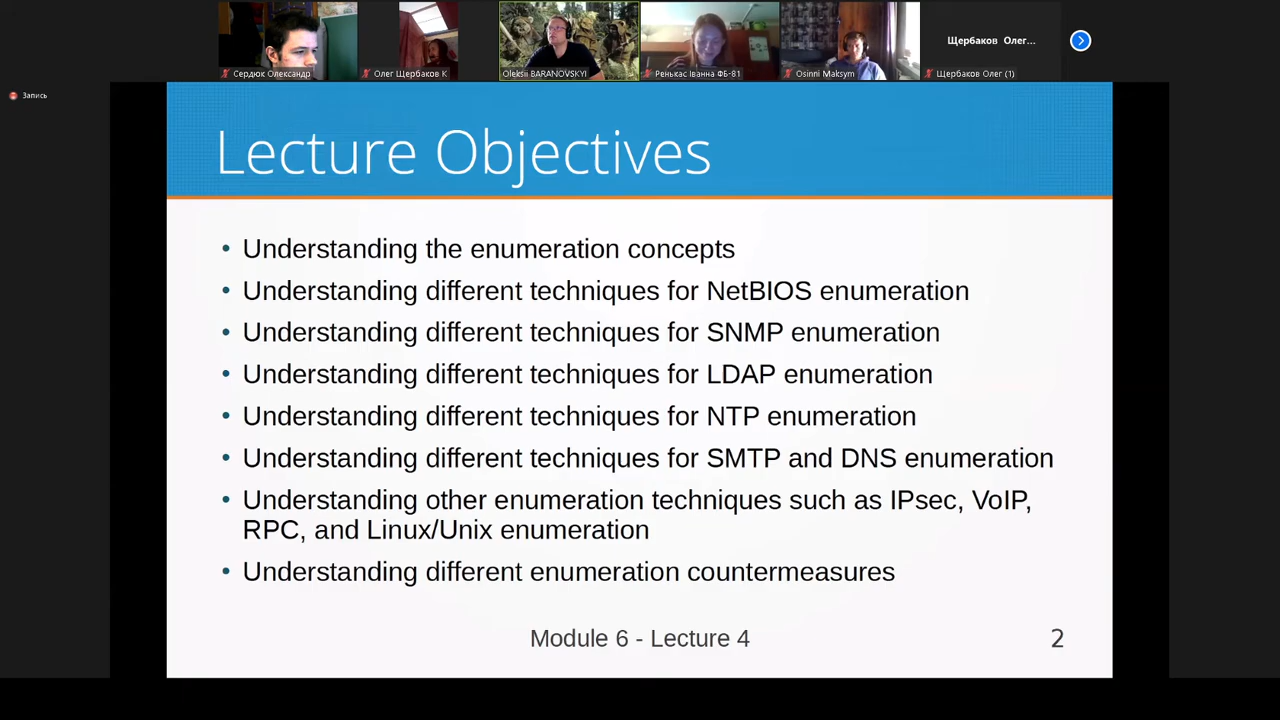 Сердюк Олександр
Олег Щербаков К
Oleksii BARANOVSKYI
Ренькас Іванна ФБ-81
Osinni Maksym
Щербаков Олег...
Щербаков Олег (1)
Запись
Lecture Objectives
• Understanding the enumeration concepts
• Understanding different techniques for NetBIOS enumeration
• Understanding different techniques for SNMP enumeration
• Understanding different techniques for LDAP enumeration
• Understanding different techniques for NTP enumeration
• Understanding different techniques for SMTP and DNS enumeration
• Understanding other enumeration techniques such as IPsec, VoIP,
RPC, and Linux/Unix enumeration
• Understanding different enumeration countermeasures
Module 6 - Lecture 4
2